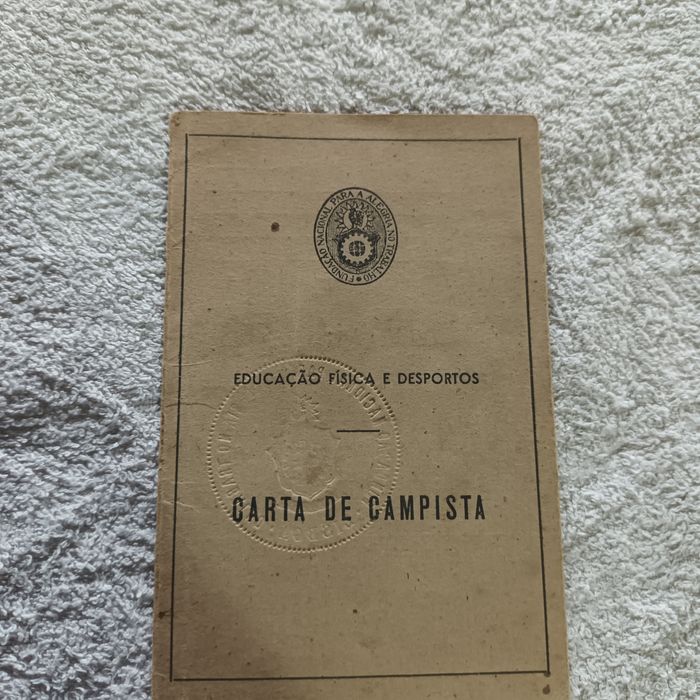 FUNDAÇÃO NACIONAL PARA A ALEGRIA NO TRABALHO
EDUCAÇÃO FÍSICA E DESPORTOS
CARTA DE CAMPISTA